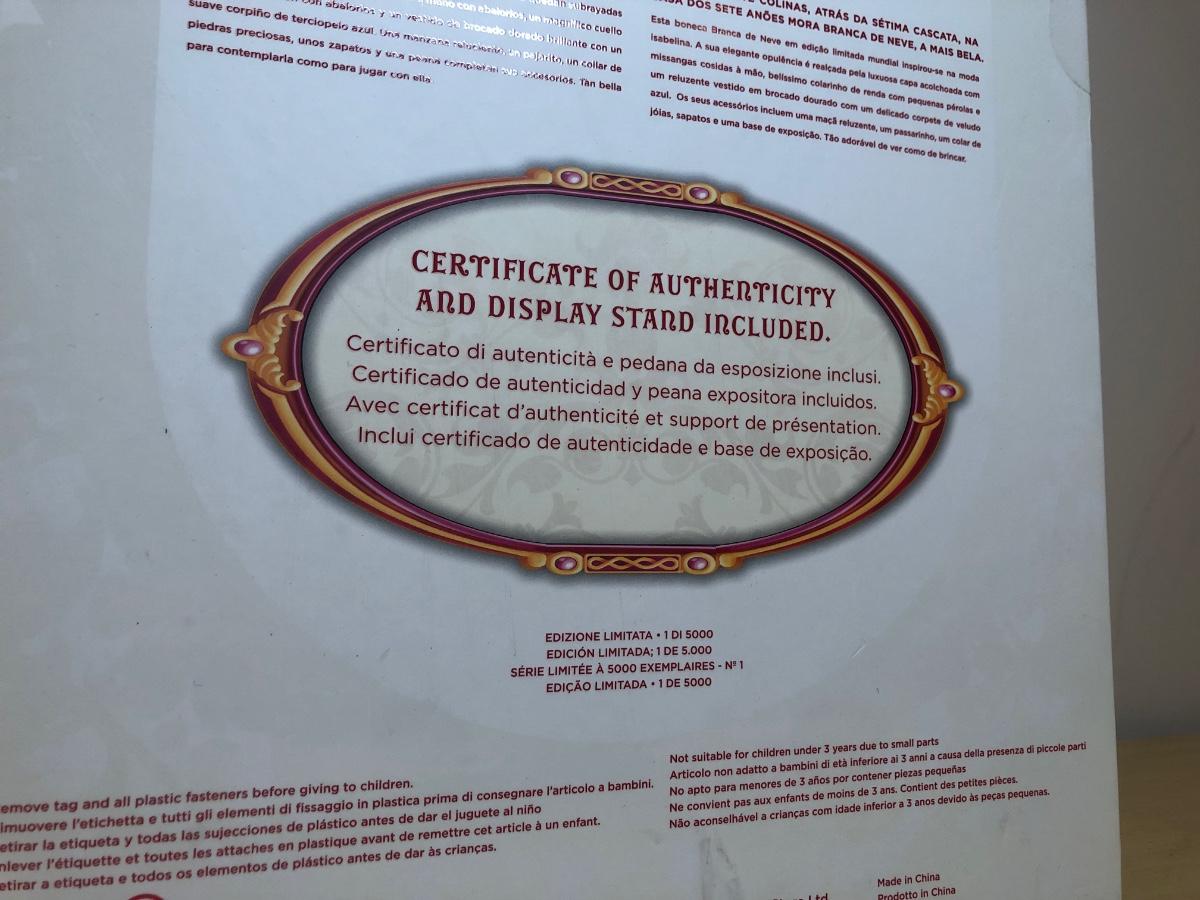 subrayadas
con abalorios y un vestido de brocado dorado brillante con un
suave corpiño de terciopelo azul. Una manzana reluciente, un pajarito, un collar de
piedras preciosas, unos zapatos y una peana completan sus accesorios. Tan bella
para contemplarla como para jugar con ella.
COLINAS, ATRÁS DA SÉTIMA CASCATA, NA
DOS SETE ANÕES MORA BRANCA DE NEVE, A MAIS BELA.
Esta boneca Branca de Neve em edição limitada mundial inspirou-se na moda
isabelina. A sua elegante opulência é realçada pela luxuosa capa acolchoada com
missangas cosidas à mão, belíssimo colarinho de renda com pequenas pérolas e
um reluzente vestido em brocado dourado com um delicado corpete de veludo
azul. Os seus acessórios incluem uma maçã reluzente, um passarinho, um colar de
jóias, sapatos e uma base de exposição. Tão adorável de ver como de brincar.
CERTIFICATE OF AUTHENTICITY
AND DISPLAY STAND INCLUDED.
Certificato di autenticità e pedana da esposizione inclusi.
Certificado de autenticidad y peana expositora incluidos.
Avec certificat d'authenticité et support de présentation.
Inclui certificado de autenticidade e base de exposição.
EDIZIONE LIMITATA • 1 DI 5000
EDICIÓN LIMITADA; 1 DE 5.000
SÉRIE LIMITÉE À 5000 EXEMPLAIRES - Nº 1
EDIÇÃO LIMITADA • 1 DE 5000
emove tag and all plastic fasteners before giving to children.
imuovere l'etichetta e tutti gli elementi di fissaggio in plastica prima di consegnare l'articolo a bambini.
etirar la etiqueta y todas las sujecciones de plástico antes de dar el juguete al niño
nlever l'étiquette et toutes les attaches en plastique avant de remettre cet article à un enfant.
etirar a etiqueta e todos os elementos de plástico antes de dar às crianças.
Not suitable for children under 3 years due to small parts
Articolo non adatto a bambini di età inferiore ai 3 anni a causa della presenza di piccole parti
No apto para menores de 3 años por contener piezas pequeñas
Ne convient pas aux enfants de moins de 3 ans. Contient des petites pièces.
Não aconselhável a crianças com idade inferior a 3 anos devido às peças pequenas.
Ltd
Made in China
Prodotto in China